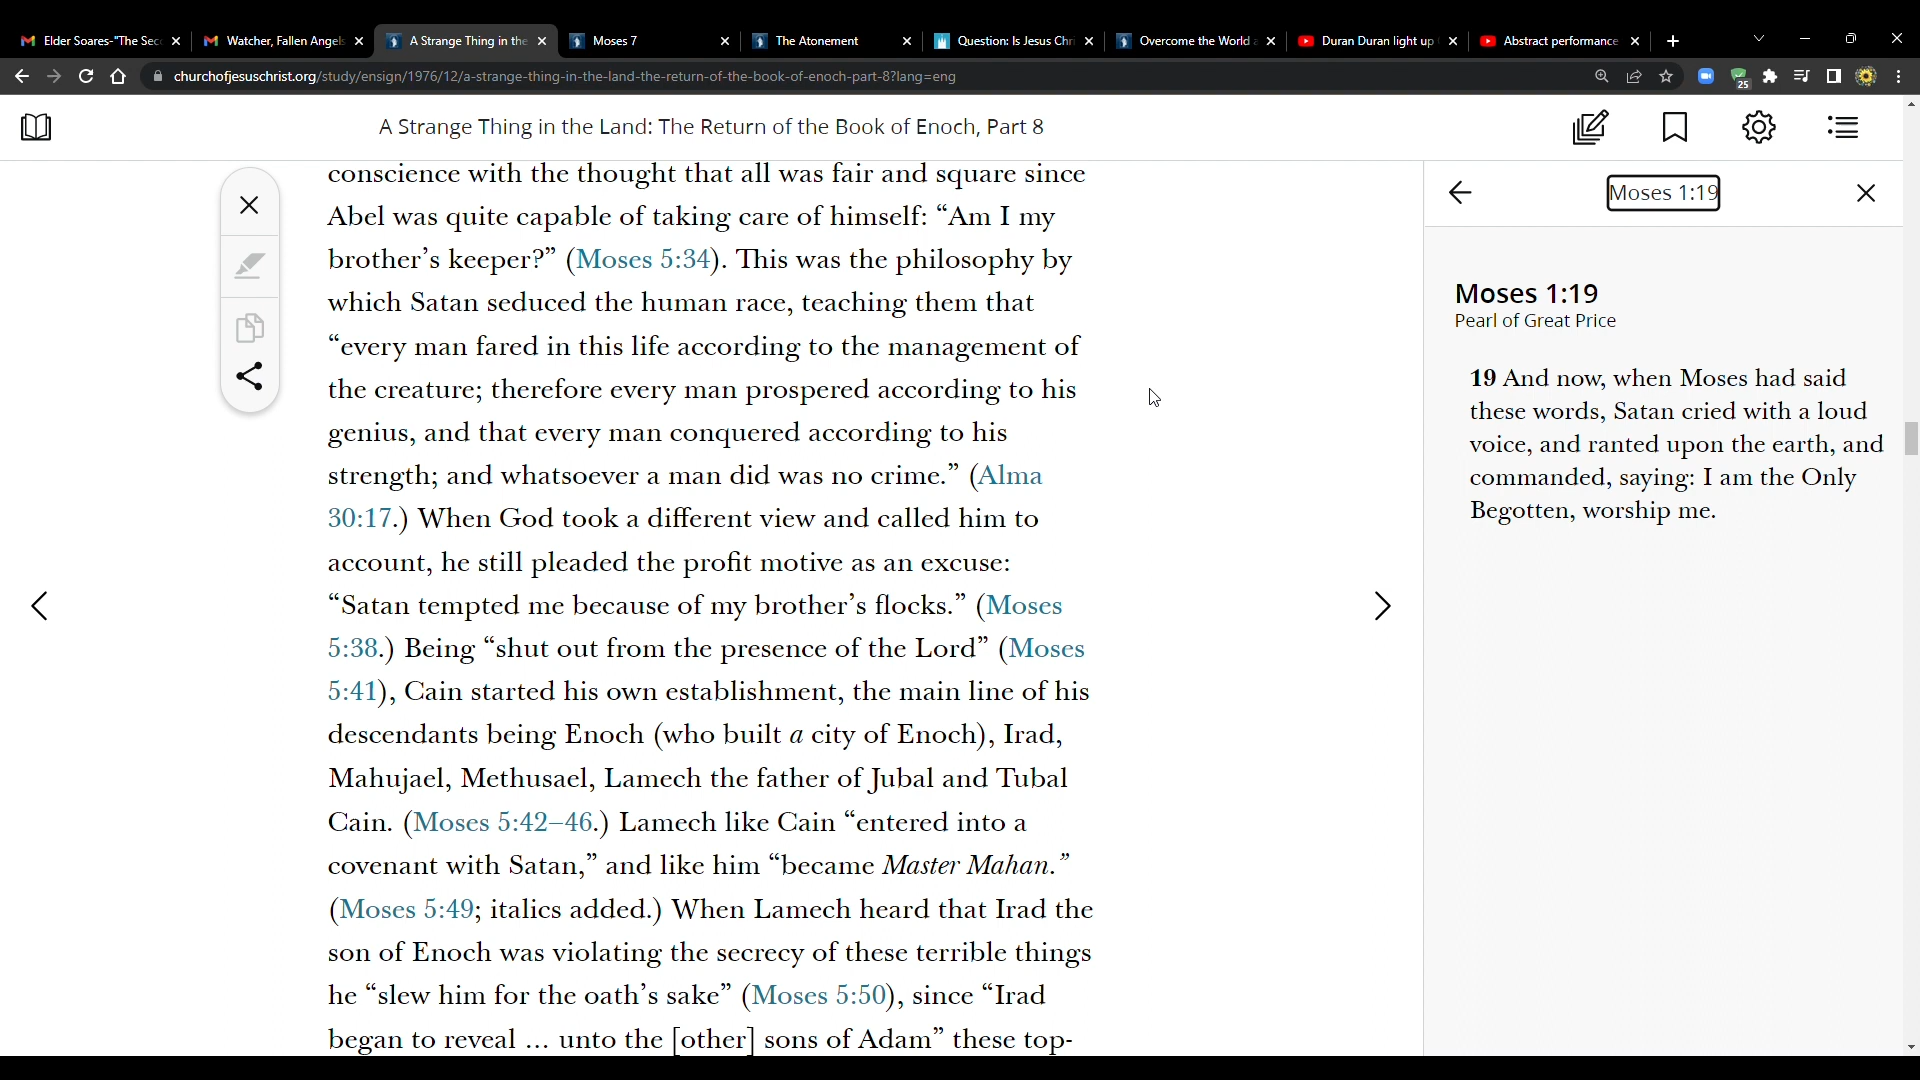 Elder Soares-"The Sec
Watcher, Fallen Angels
A Strange Thing in the
Moses 7
The Atonement
Question: Is Jesus Chri
Overcome the World a
Duran Duran light up
Abstract performance
churchofjesuschrist.org/study/ensign/1976/12/a-strange-thing-in-the-land-the-return-of-the-book-of-enoch-part-8?lang=eng
25
A Strange Thing in the Land: The Return of the Book of Enoch, Part 8
conscience with the thought that all was fair and square since
Abel was quite capable of taking care of himself: “Am I my
brother’s keeper?” (Moses 5:34). This was the philosophy by
which Satan seduced the human race, teaching them that
“every man fared in this life according to the management of
the creature; therefore every man prospered according to his
genius, and that every man conquered according to his
strength; and whatsoever a man did was no crime.” (Alma
30:17.) When God took a different view and called him to
account, he still pleaded the profit motive as an excuse:
“Satan tempted me because of my brother’s flocks.” (Moses
5:38.) Being “shut out from the presence of the Lord” (Moses
5:41), Cain started his own establishment, the main line of his
descendants being Enoch (who built a city of Enoch), Irad,
Mahujael, Methusael, Lamech the father of Jubal and Tubal
Cain. (Moses 5:42–46.) Lamech like Cain “entered into a
covenant with Satan,” and like him “became Master Mahan.”
(Moses 5:49; italics added.) When Lamech heard that Irad the
son of Enoch was violating the secrecy of these terrible things
he “slew him for the oath’s sake” (Moses 5:50), since “Irad
began to reveal … unto the [other] sons of Adam” these top-
Moses 1:19
Moses 1:19
Pearl of Great Price
19 And now, when Moses had said
these words, Satan cried with a loud
voice, and ranted upon the earth, and
commanded, saying: I am the Only
Begotten, worship me.